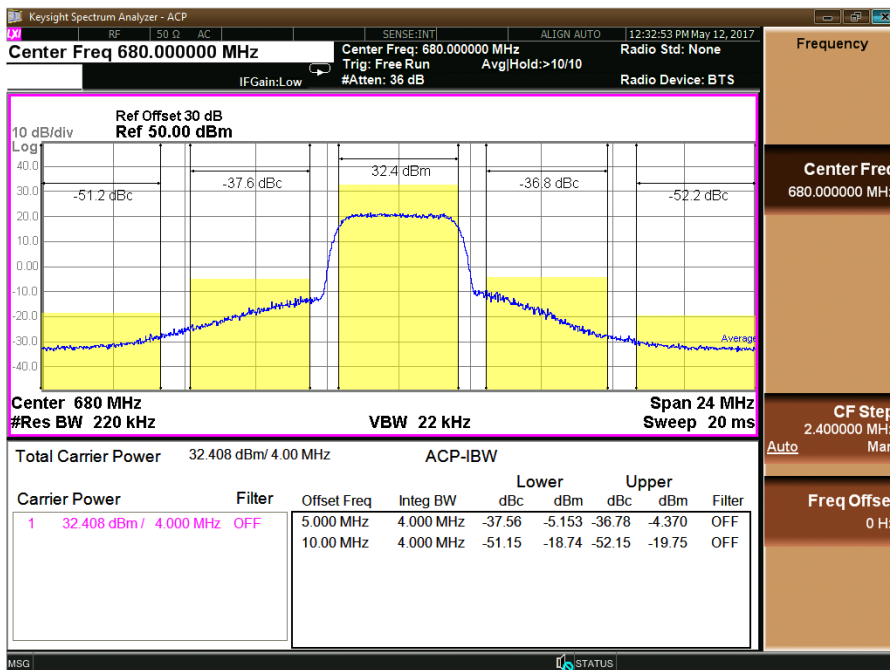 Keysight Spectrum Analyzer - ACP
LXI RF 50 Ω AC SENSE:INT ALIGN AUTO 12:32:53 PM May 12, 2017
Center Freq 680.000000 MHz
Center Freq: 680.000000 MHz Radio Std: None
Trig: Free Run Avg|Hold:>10/10
IFGain:Low #Atten: 36 dB Radio Device: BTS
Frequency
Ref Offset 30 dB
10 dB/div Ref 50.00 dBm
Log
40.0
30.0
20.0
10.0
0.00
-10.0
-20.0
-30.0
-40.0
-51.2 dBc
-37.6 dBc
32.4 dBm
-36.8 dBc
-52.2 dBc
Average
Center 680 MHz Span 24 MHz
#Res BW 220 kHz VBW 22 kHz Sweep 20 ms
Total Carrier Power 32.408 dBm/ 4.00 MHz ACP-IBW
Lower Upper
Carrier Power Filter Offset Freq Integ BW dBc dBm dBc dBm Filter
1 32.408 dBm / 4.000 MHz OFF
5.000 MHz 4.000 MHz -37.56 -5.153 -36.78 -4.370 OFF
10.00 MHz 4.000 MHz -51.15 -18.74 -52.15 -19.75 OFF
Center Fre
680.000000 MH
CF Step
2.400000 MH
Auto Ma
Freq Offse
0 H
MSG STATUS